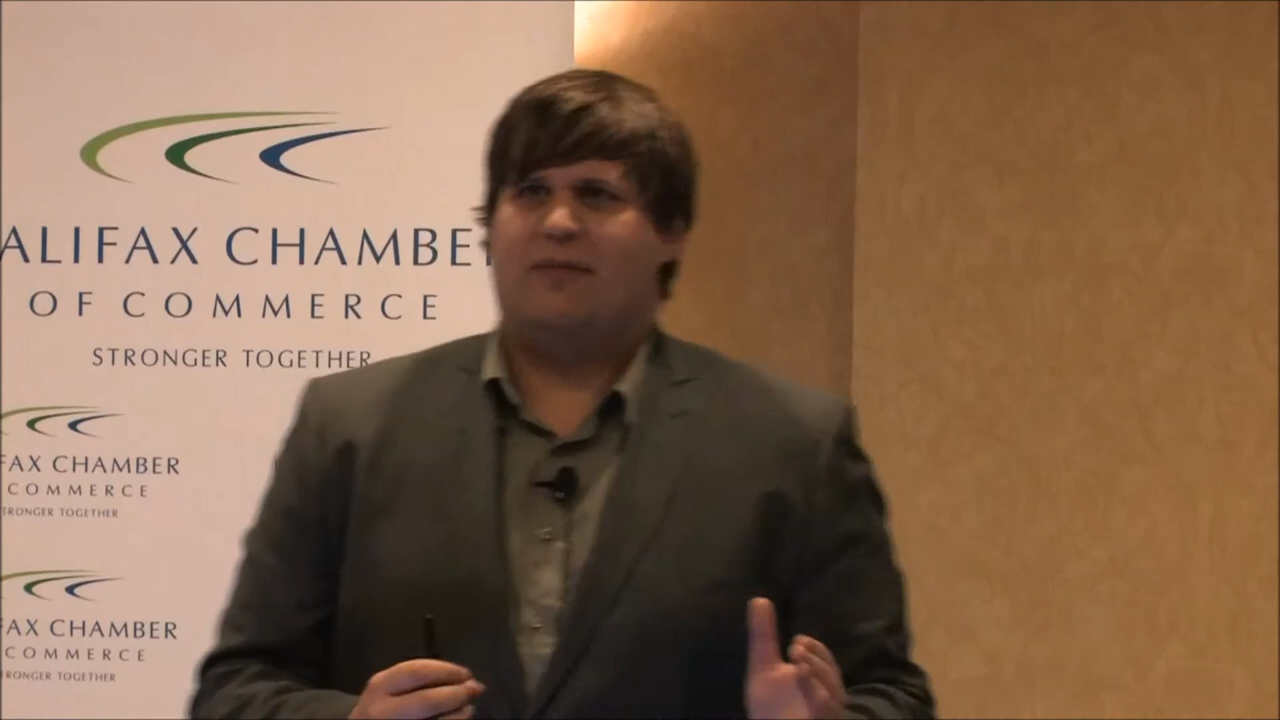 ALIFAX CHAMBE
OF COMMERCE
STRONGER TOGETHER
FAX CHAMBER
COMMERCE
TRONGER TOGETHER
FAX CHAMBER
COMMERCE
TRONGER TOGETHER